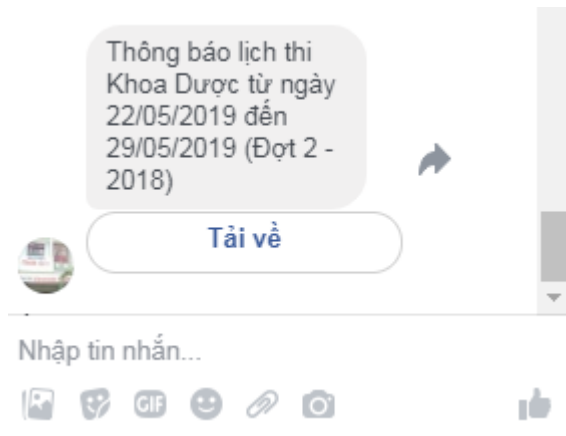 Thông báo lịch thi
Khoa Dược từ ngày
22/05/2019 đến
29/05/2019 (Đợt 2 -
2018)
Tải về
Nhập tin nhắn...
GIF